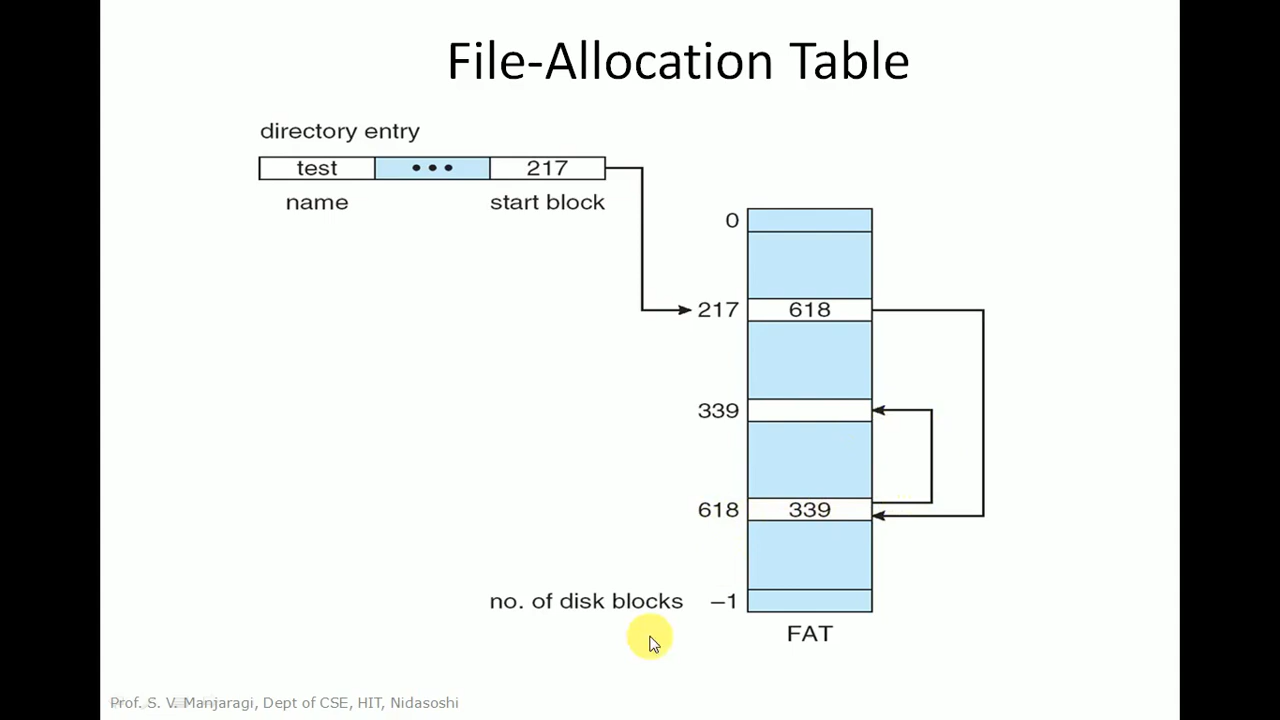 File-Allocation Table
directory entry
test
• • •
217
name
start block
0
217
618
339
618
339
no. of disk blocks
–1
FAT
Prof. S. V. Manjaragi, Dept of CSE, HIT, Nidasoshi